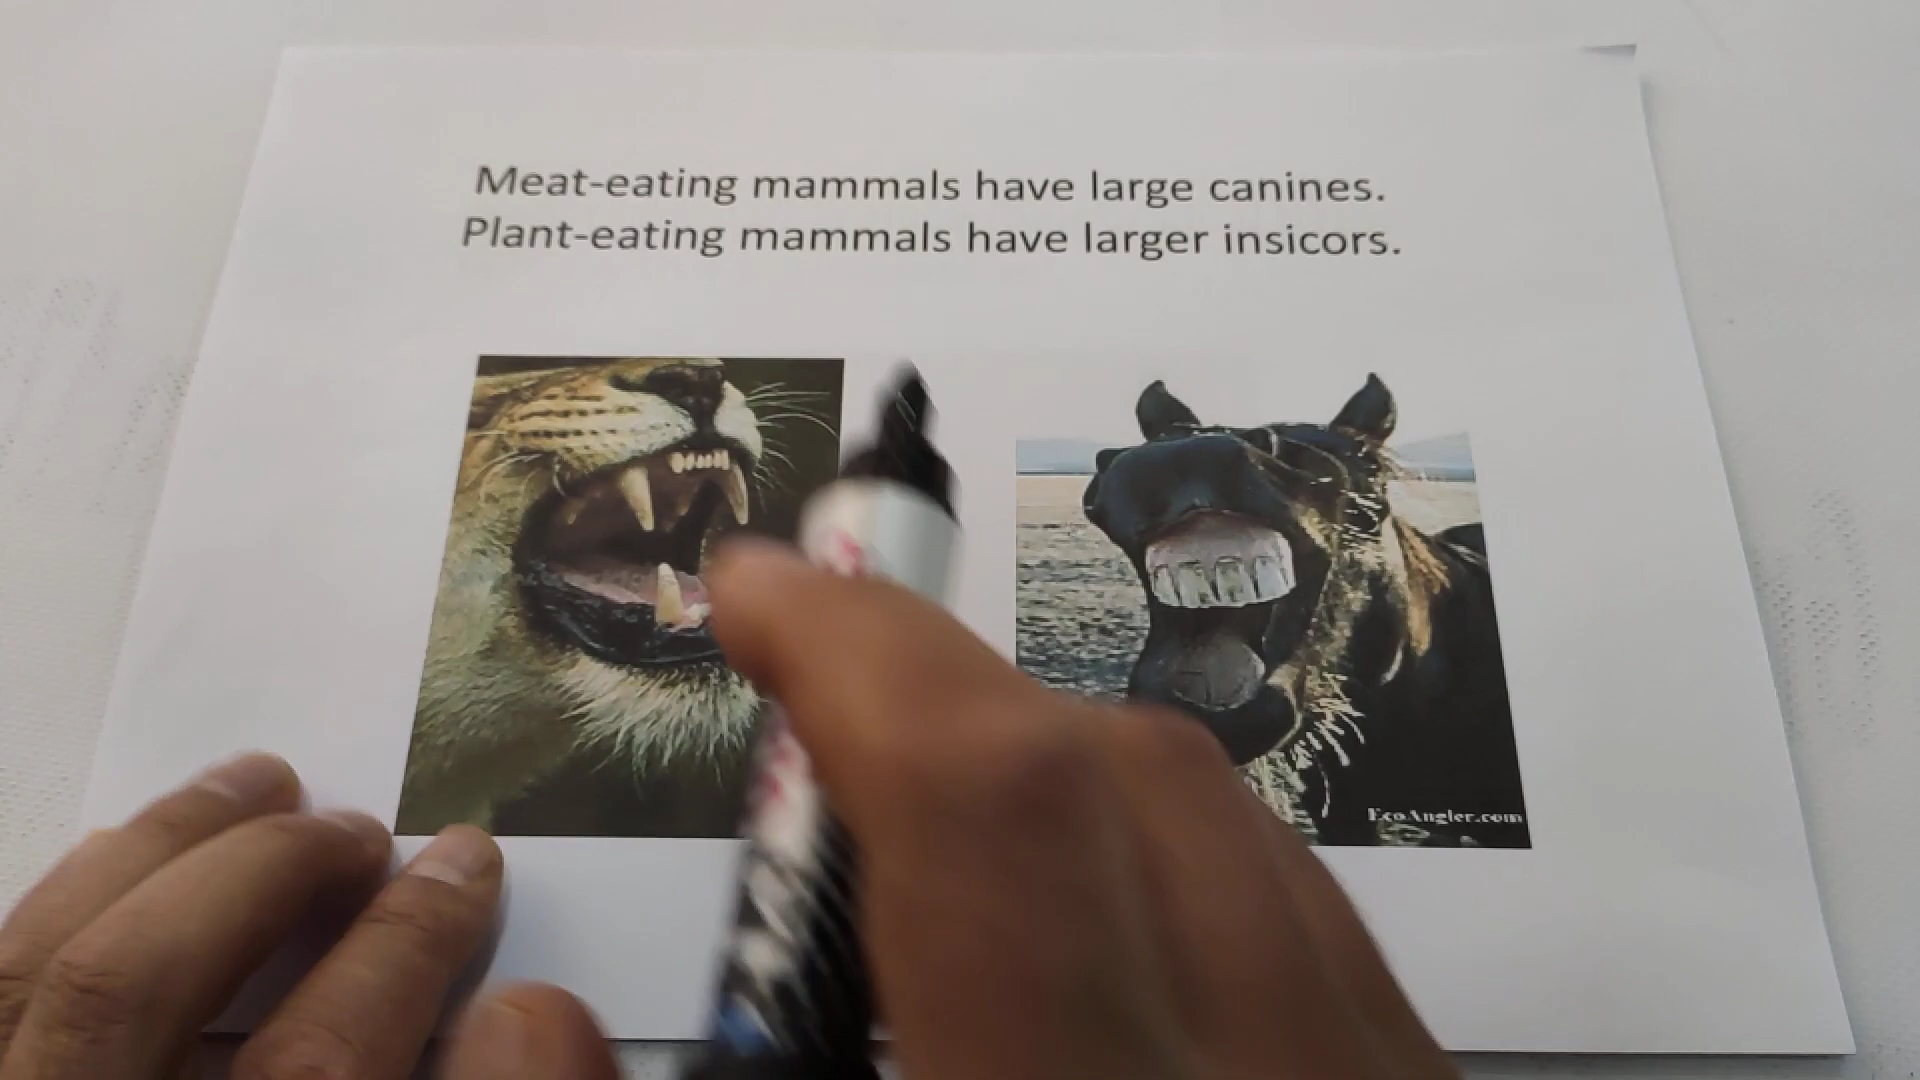 Meat-eating mammals have large canines.
Plant-eating mammals have larger insicors.
EcoAngler.com